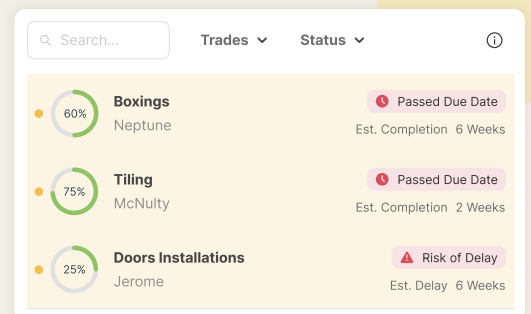 Search...
Trades
Status
60%
Boxings
Neptune
Passed Due Date
Est. Completion 6 Weeks
75%
Tiling
McNulty
Passed Due Date
Est. Completion 2 Weeks
25%
Doors Installations
Jerome
Risk of Delay
Est. Delay 6 Weeks